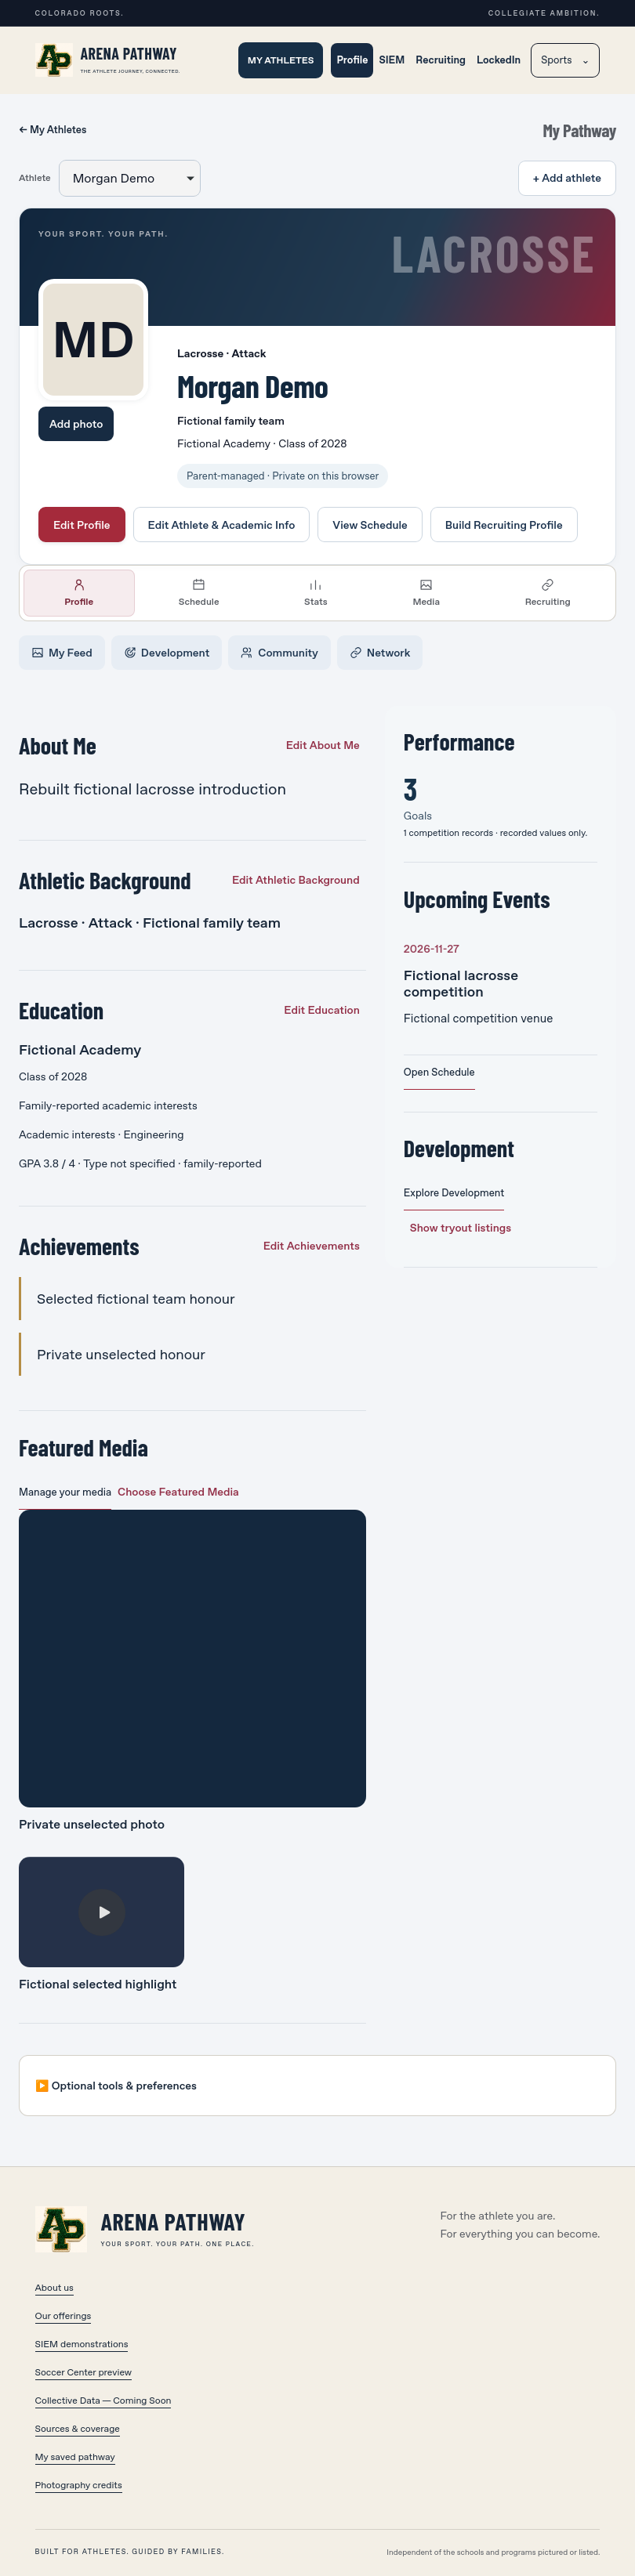 COLORADO ROOTS.
COLLEGIATE AMBITION.
AP
ARENA PATHWAY
THE ATHLETE JOURNEY, CONNECTED.
MY ATHLETES
Profile
SIEM
Recruiting
LockedIn
Sports
← My Athletes
My Pathway
Athlete
Morgan Demo
+ Add athlete
YOUR SPORT. YOUR PATH.
LACROSSE
MD
Add photo
Lacrosse · Attack
Morgan Demo
Fictional family team
Fictional Academy · Class of 2028
Parent-managed · Private on this browser
Edit Profile
Edit Athlete & Academic Info
View Schedule
Build Recruiting Profile
Profile
Schedule
Stats
Media
Recruiting
My Feed
Development
Community
Network
About Me
Edit About Me
Rebuilt fictional lacrosse introduction
Athletic Background
Edit Athletic Background
Lacrosse · Attack · Fictional family team
Education
Edit Education
Fictional Academy
Class of 2028
Family-reported academic interests
Academic interests · Engineering
GPA 3.8 / 4 · Type not specified · family-reported
Achievements
Edit Achievements
Selected fictional team honour
Private unselected honour
Featured Media
Manage your media
Choose Featured Media
Private unselected photo
Fictional selected highlight
Performance
3
Goals
1 competition records · recorded values only.
Upcoming Events
2026-11-27
Fictional lacrosse
competition
Fictional competition venue
Open Schedule
Development
Explore Development
Show tryout listings
Optional tools & preferences
AP
ARENA PATHWAY
YOUR SPORT. YOUR PATH. ONE PLACE.
For the athlete you are.
For everything you can become.
About us
Our offerings
SIEM demonstrations
Soccer Center preview
Collective Data — Coming Soon
Sources & coverage
My saved pathway
Photography credits
BUILT FOR ATHLETES. GUIDED BY FAMILIES.
Independent of the schools and programs pictured or listed.